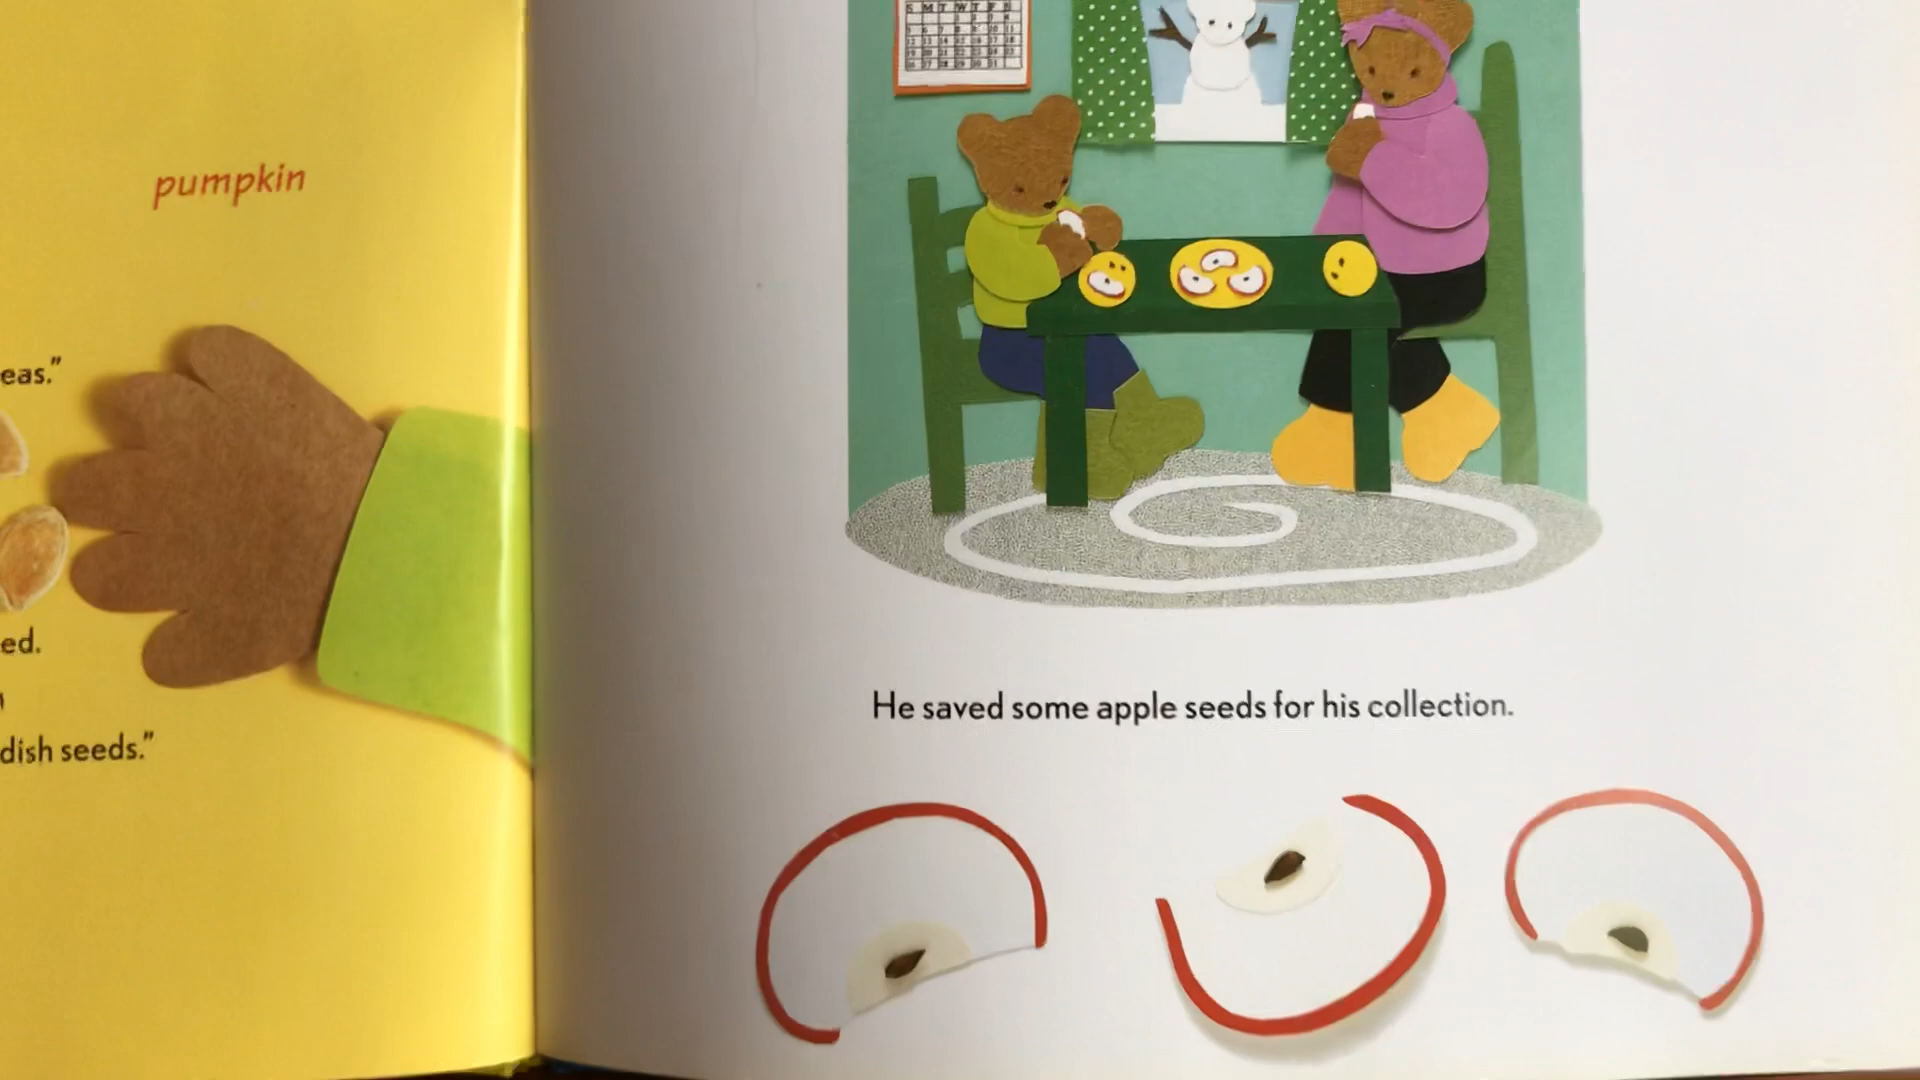 pumpkin
eas."
ed.
dish seeds."
S M T W T F S
He saved some apple seeds for his collection.